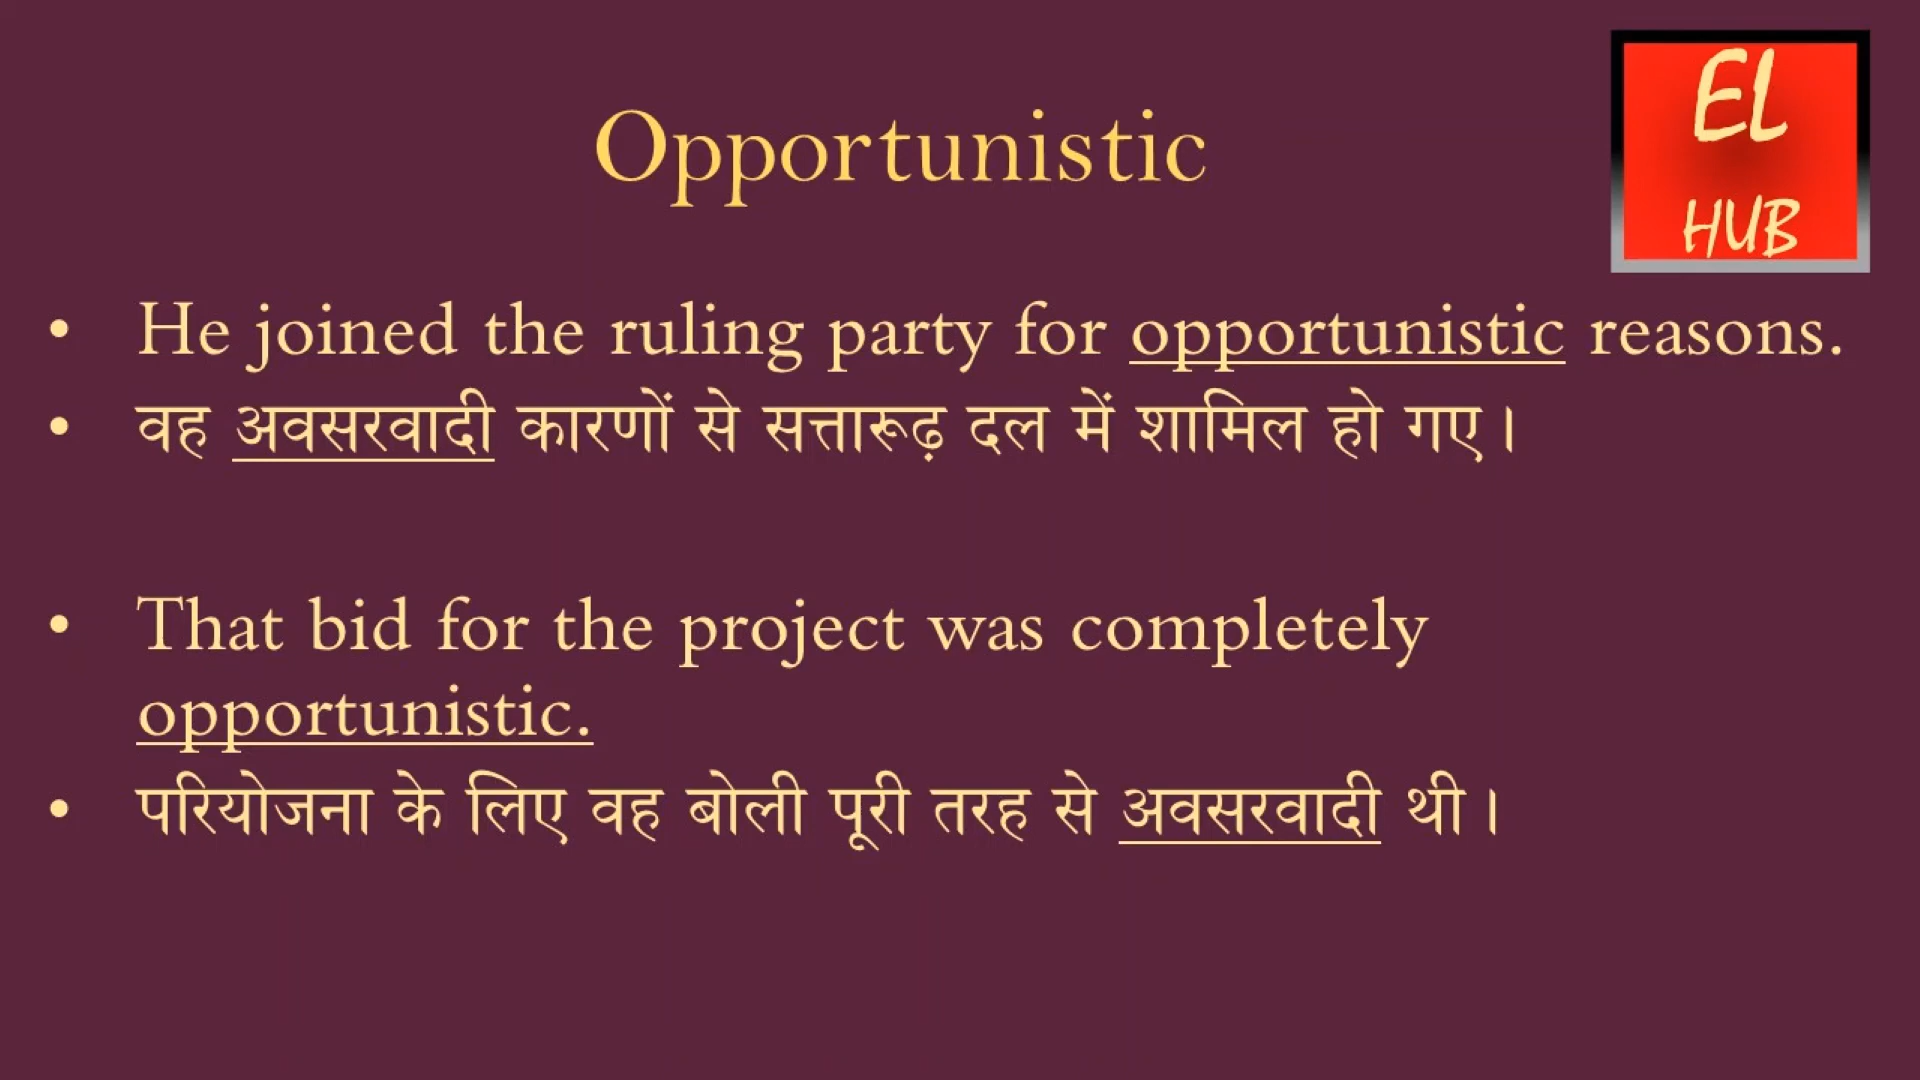 EL
HUB
Opportunistic
• He joined the ruling party for opportunistic reasons.
• वह अवसरवादी कारणों से सत्तारूढ़ दल में शामिल हो गए।
• That bid for the project was completely
opportunistic.
• परियोजना के लिए वह बोली पूरी तरह से अवसरवादी थी।